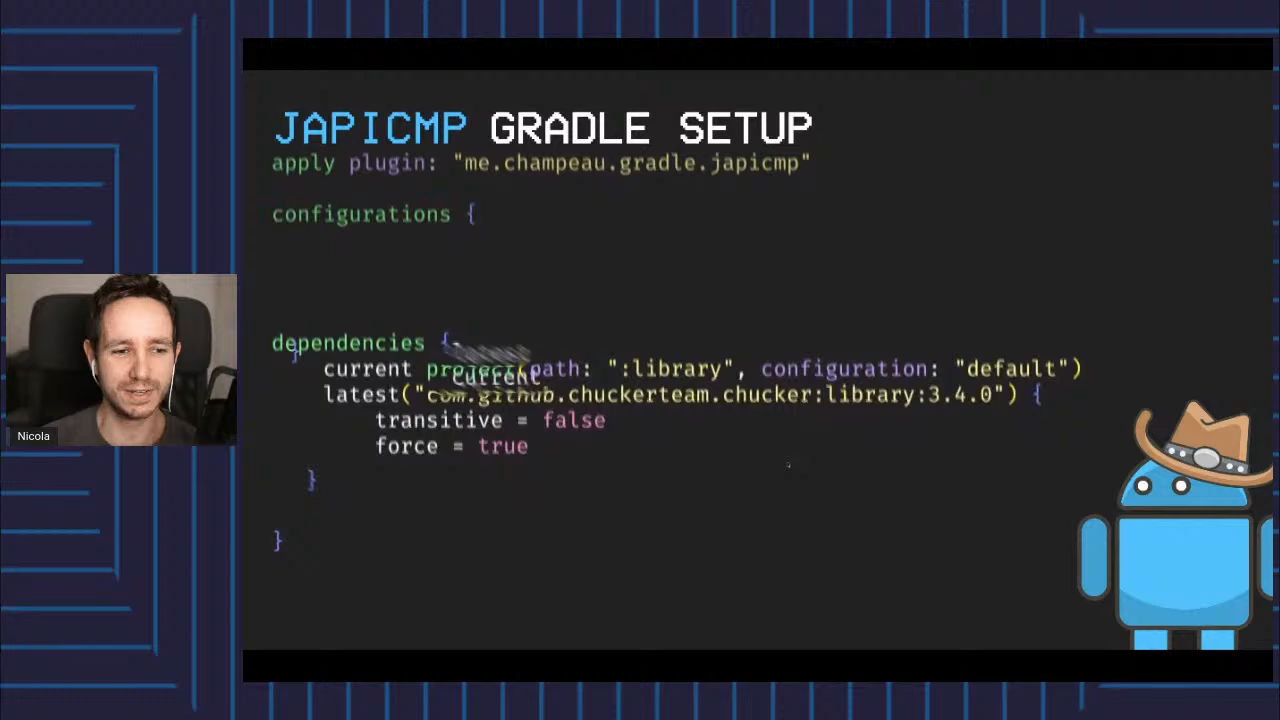 JAPICMP GRADLE SETUP
apply plugin: "me.champeau.gradle.japicmp"
configurations {
dependencies {
}
current project(path: ":library", configuration: "default")
current
latest("com.github.chuckerteam.chucker:library:3.4.0") {
transitive = false
force = true
}
}
Nicola